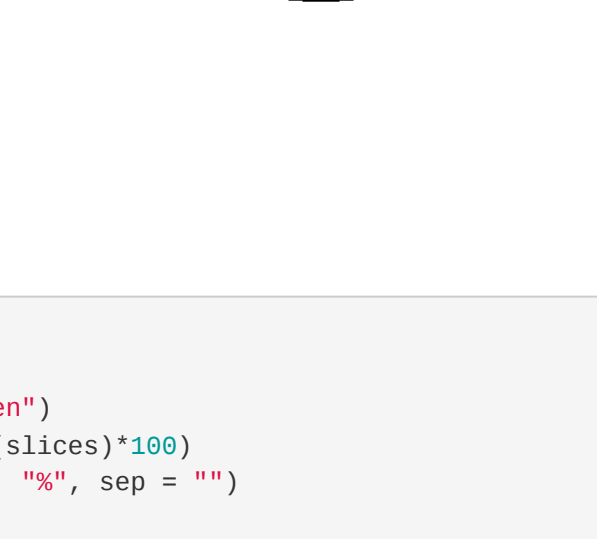 en")
(slices)*100)
"%", sep = "")